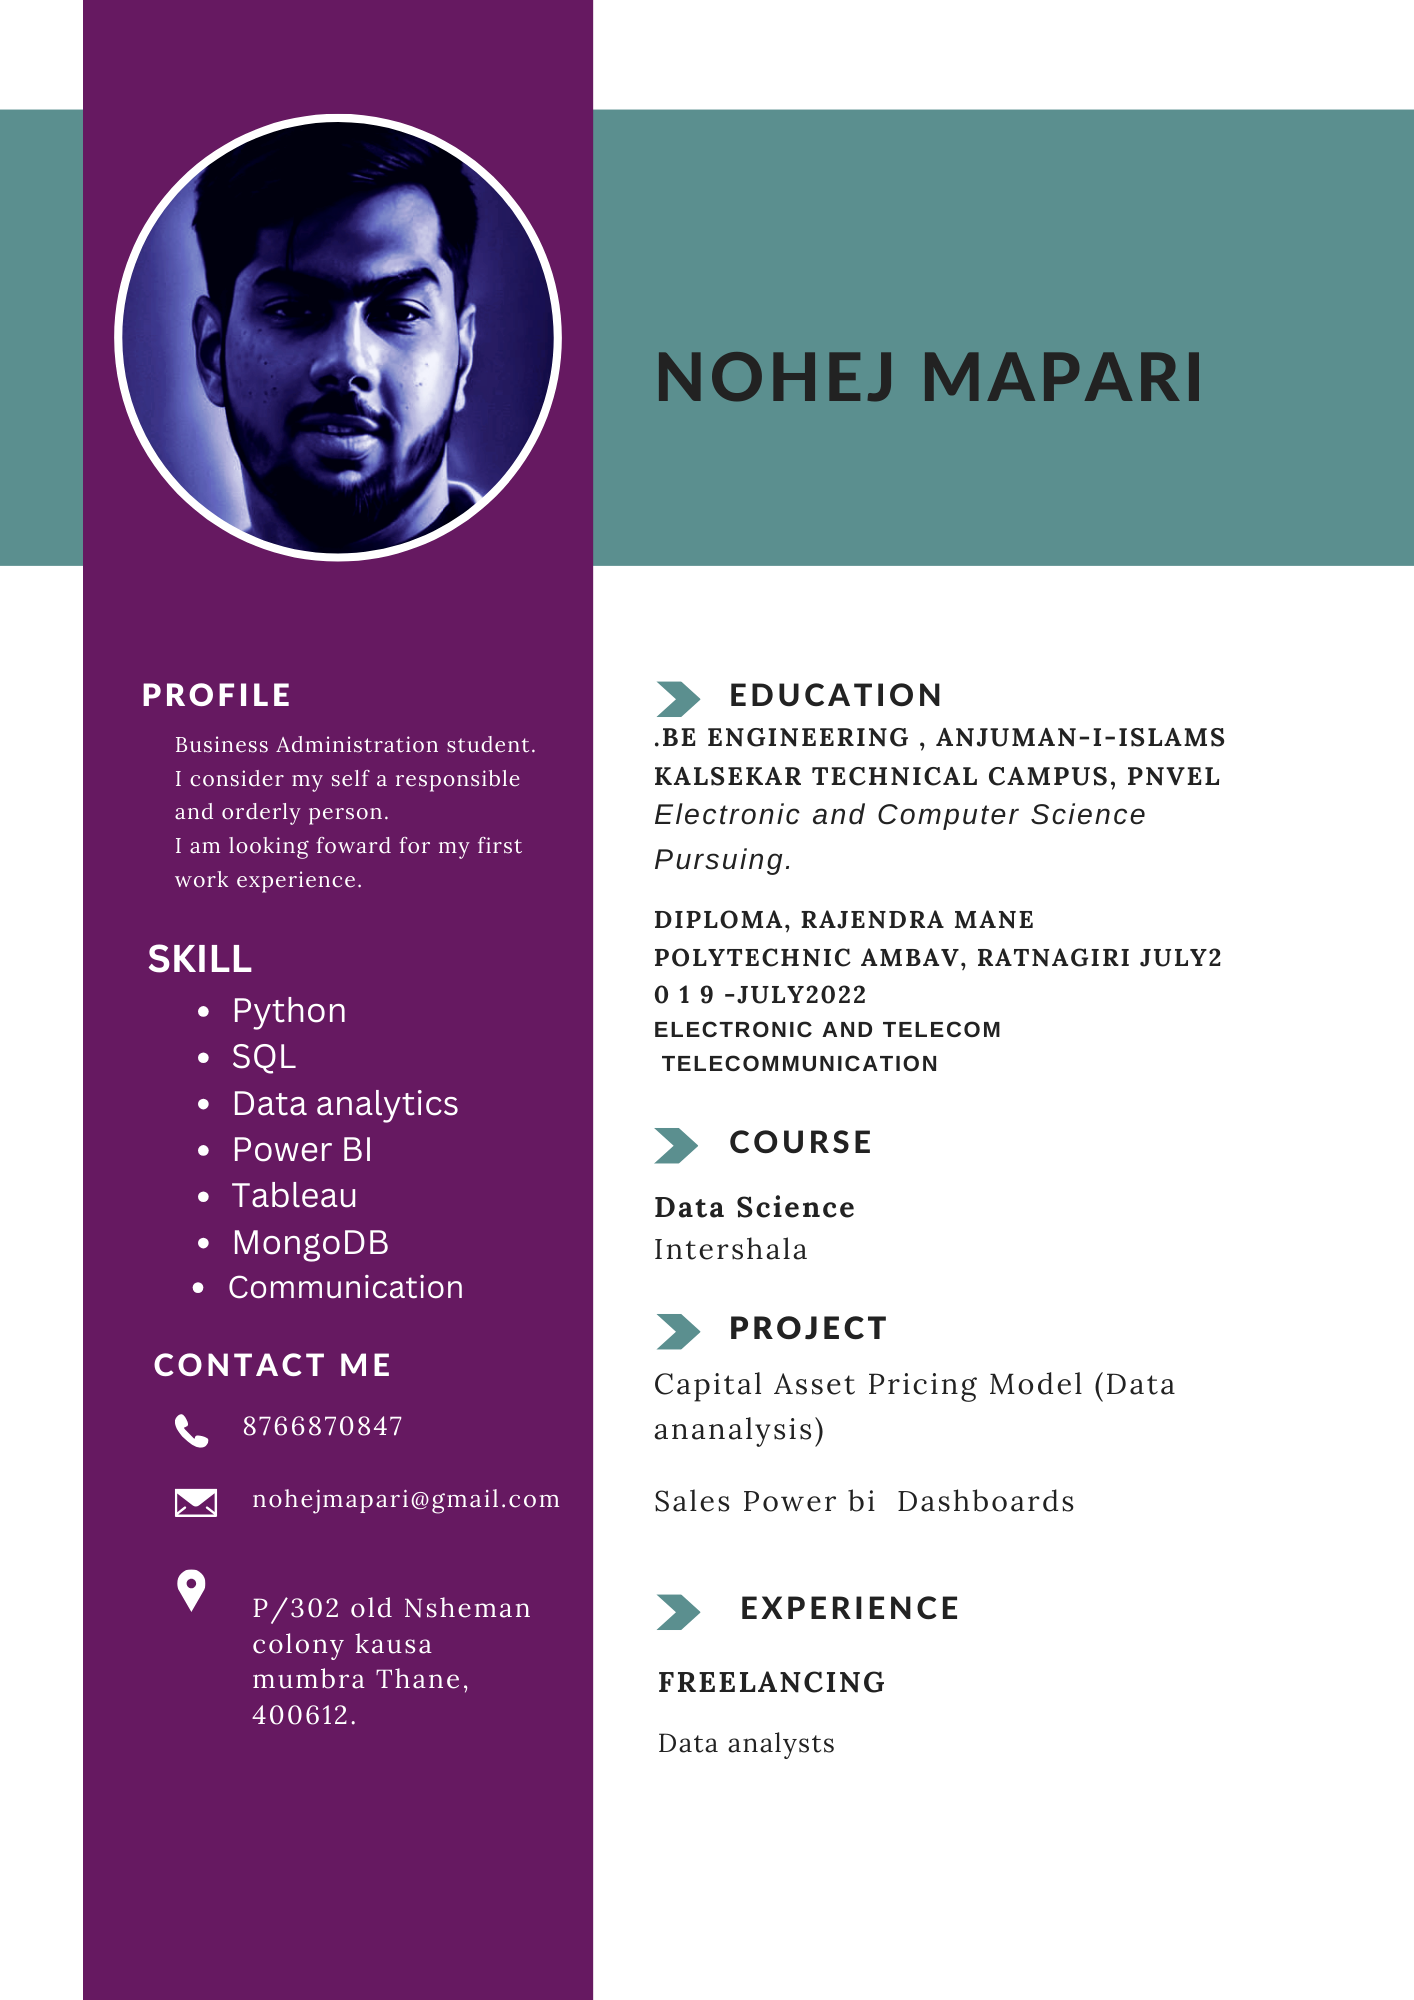 NOHEJ MAPARI
PROFILE
Business Administration student.
I consider my self a responsible
and orderly person.
I am looking foward for my first
work experience.
SKILL
• Python
• SQL
• Data analytics
• Power BI
• Tableau
• MongoDB
• Communication
CONTACT ME
8766870847
nohejmapari@gmail.com
P/302 old Nsheman
colony kausa
mumbra Thane,
400612.
EDUCATION
.BE ENGINEERING , ANJUMAN-I-ISLAMS
KALSEKAR TECHNICAL CAMPUS, PNVEL
Electronic and Computer Science
Pursuing.
DIPLOMA, RAJENDRA MANE
POLYTECHNIC AMBAV, RATNAGIRI JULY2
0 1 9 -JULY2022
ELECTRONIC AND TELECOM
TELECOMMUNICATION
COURSE
Data Science
Intershala
PROJECT
Capital Asset Pricing Model (Data
ananalysis)
Sales Power bi  Dashboards
EXPERIENCE
FREELANCING
Data analysts